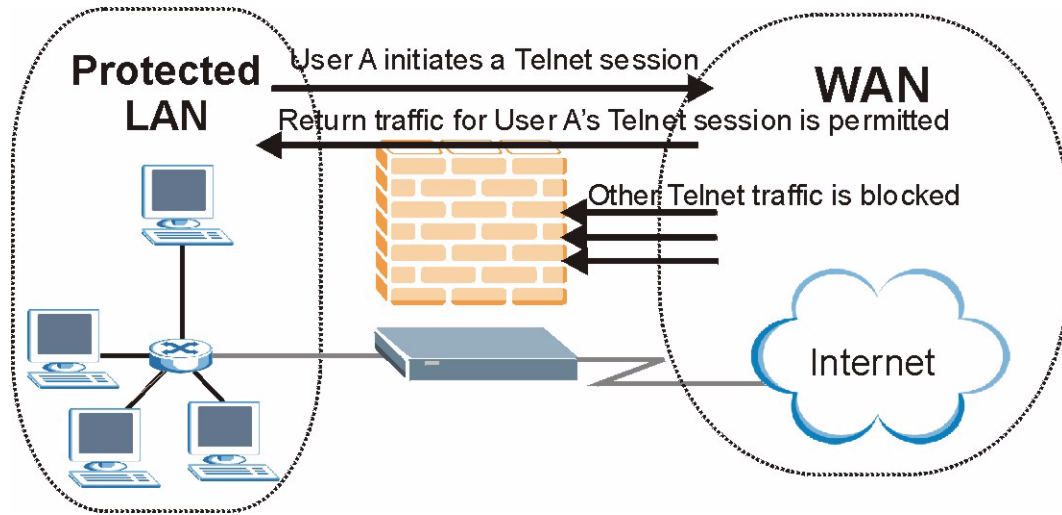 Protected
LAN
User A initiates a Telnet session
WAN
Return traffic for User A's Telnet session is permitted
Other Telnet traffic is blocked
Internet